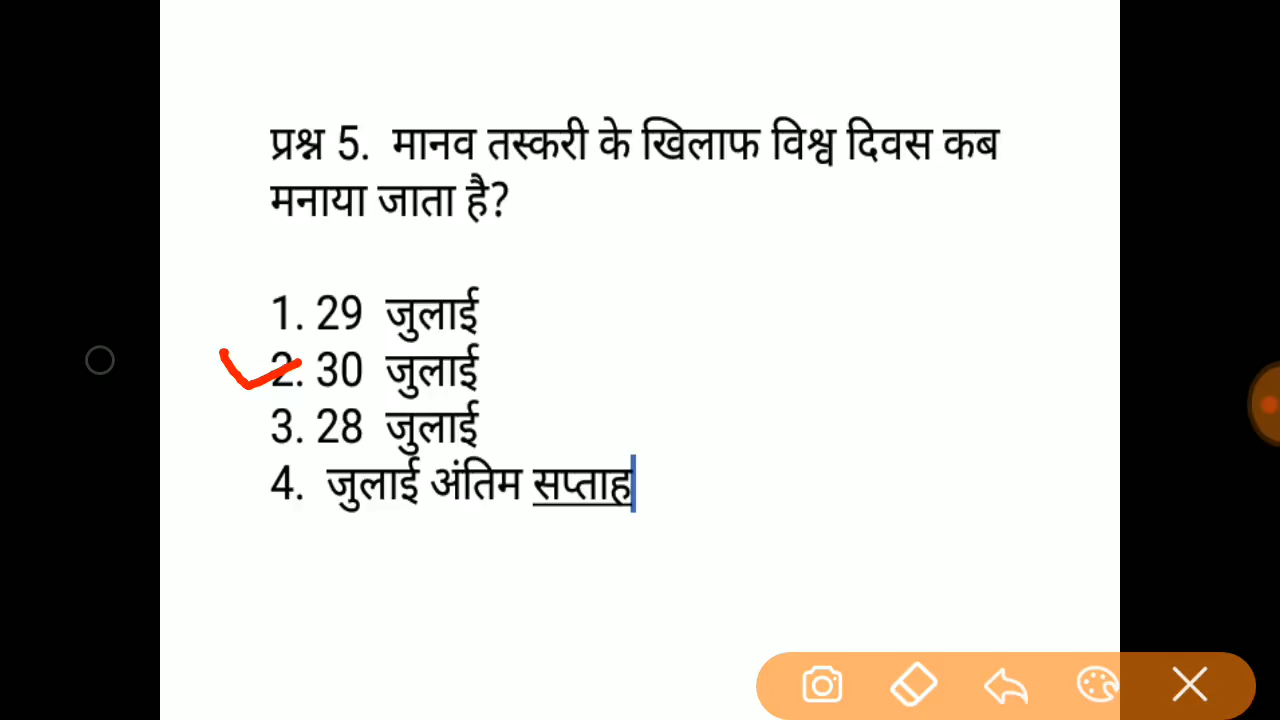 प्रश्न 5. मानव तस्करी के खिलाफ विश्व दिवस कब
मनाया जाता है?
1. 29 जुलाई
2. 30 जुलाई
3. 28 जुलाई
4. जुलाई अंतिम सप्ताह